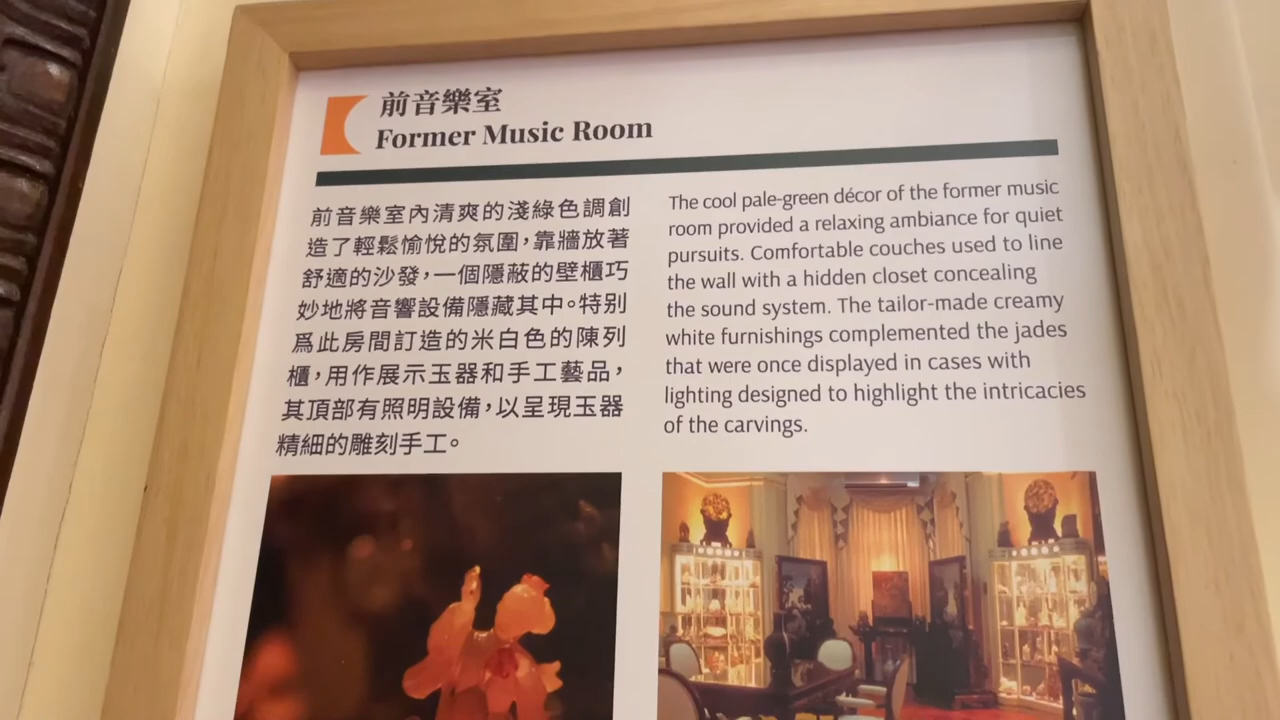 前音樂室
Former Music Room
前音樂室內清爽的淺綠色調創
造了輕鬆愉悅的氛圍，靠牆放著
舒適的沙發，一個隱蔽的壁櫃巧
妙地將音響設備隱藏其中。特別
爲此房間訂造的米白色的陳列
櫃，用作展示玉器和手工藝品，
其頂部有照明設備，以呈現玉器
精細的雕刻手工。
The cool pale-green décor of the former music
room provided a relaxing ambiance for quiet
pursuits. Comfortable couches used to line
the wall with a hidden closet concealing
the sound system. The tailor-made creamy
white furnishings complemented the jades
that were once displayed in cases with
lighting designed to highlight the intricacies
of the carvings.